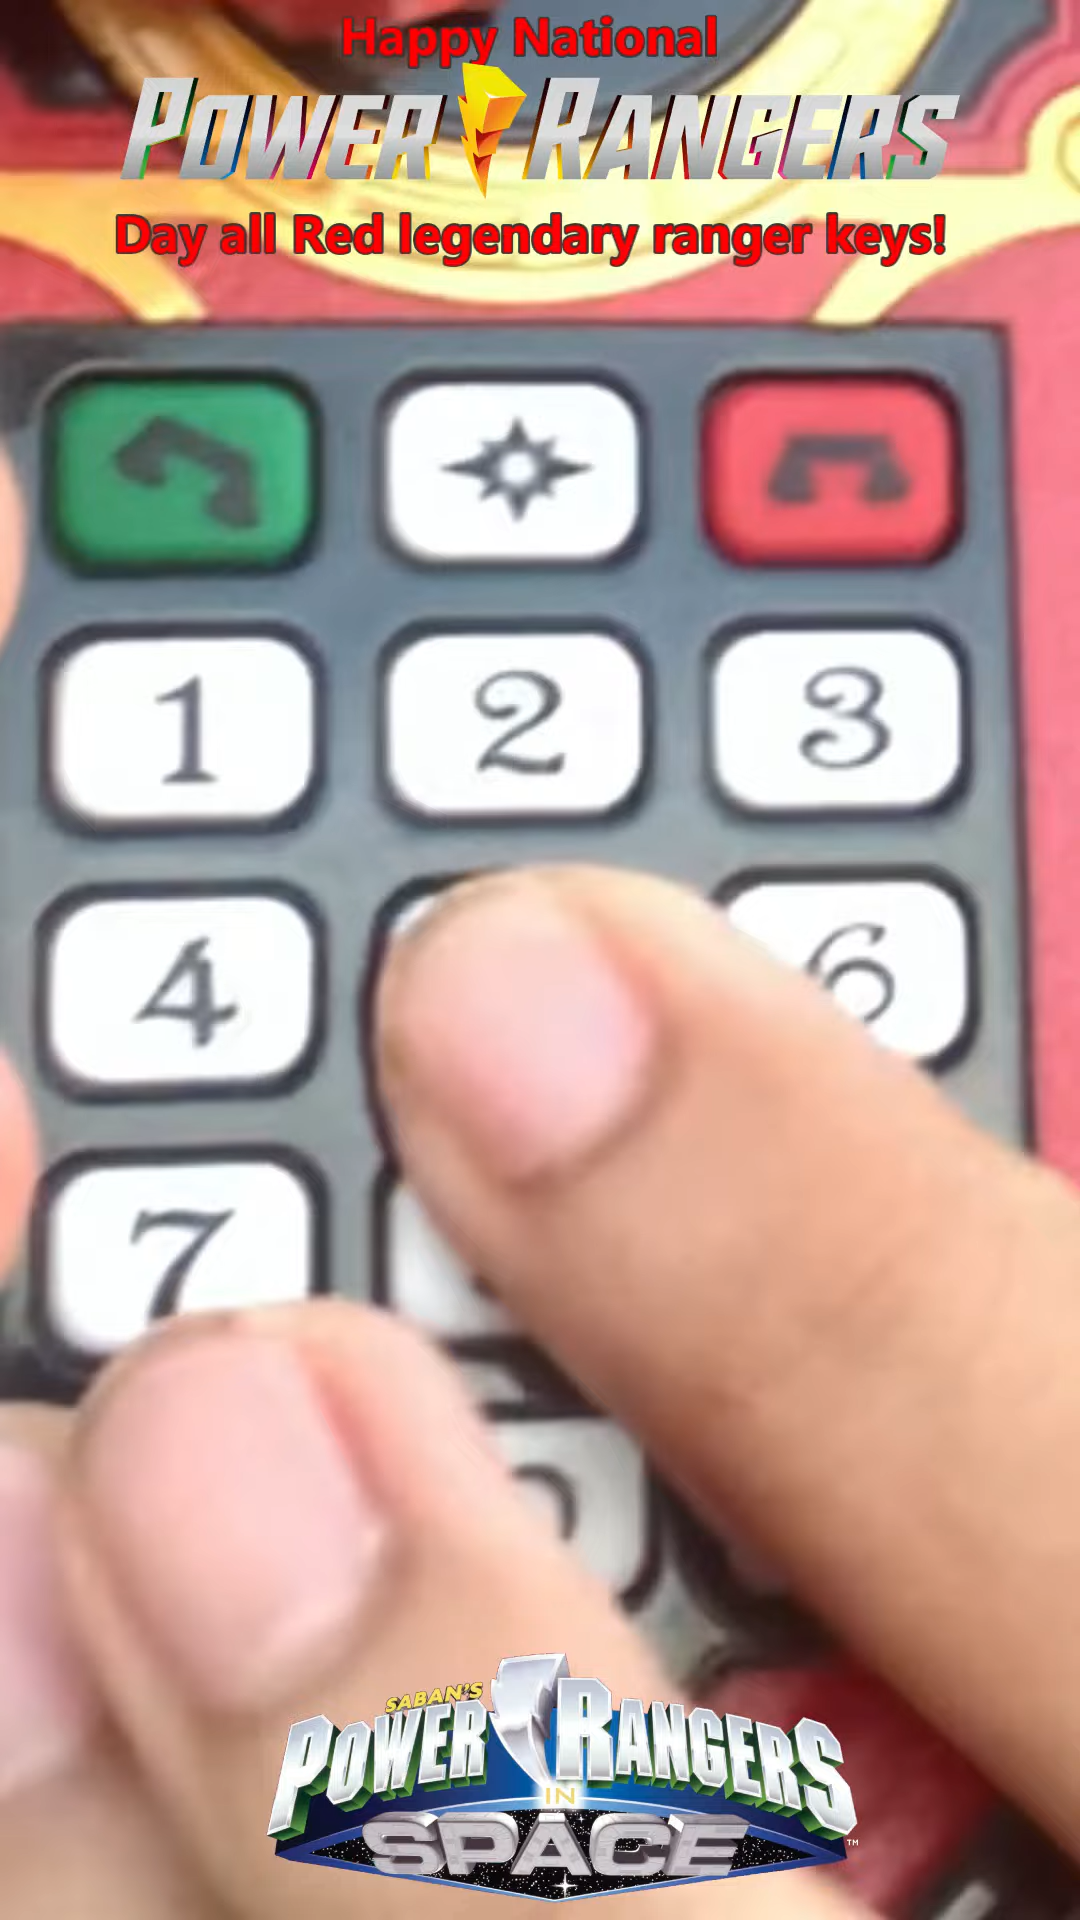 Happy National
POWER RANGERS
Day all Red legendary ranger keys!
1 2 3
4 6
7
SABAN'S
POWER RANGERS
IN
SPACE
TM